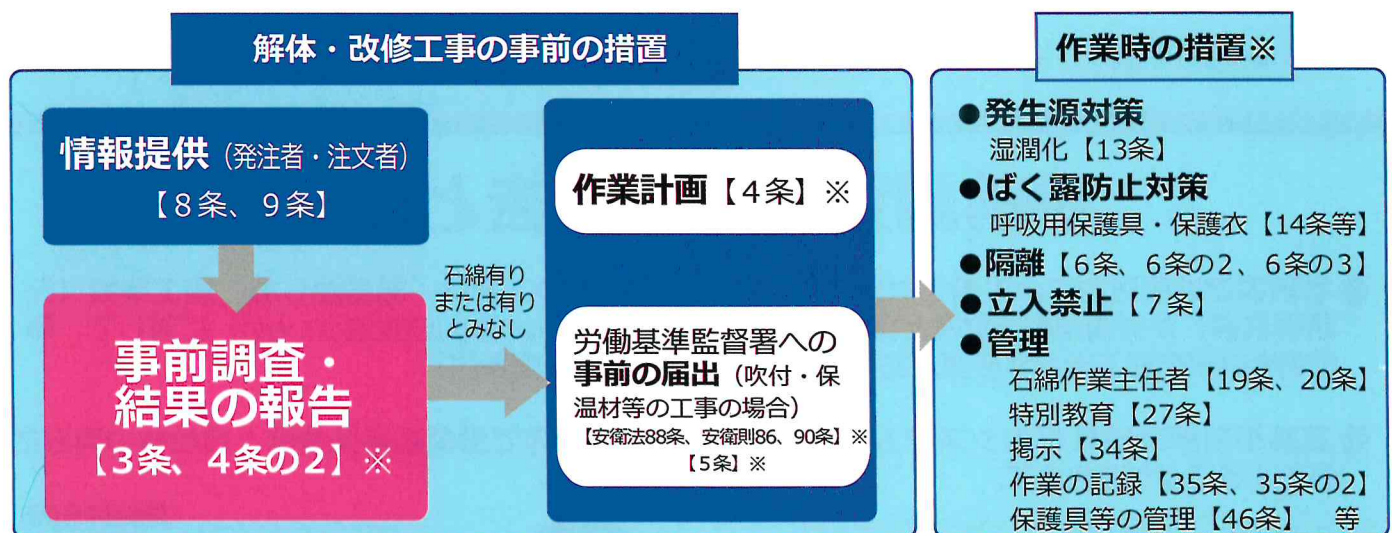 解体・改修工事の事前の措置
情報提供（発注者・注文者）
【８条、９条】
事前調査・
結果の報告
【３条、４条の２】※
石綿有り
または有り
とみなし
作業計画【４条】※
労働基準監督署への
事前の届出（吹付・保
温材等の工事の場合）
【安衛法88条、安衛則86、90条】※
【５条】※
作業時の措置※
●発生源対策
湿潤化【13条】
●ばく露防止対策
呼吸用保護具・保護衣【14条等】
●隔離【６条、６条の２、６条の３】
●立入禁止【７条】
●管理
石綿作業主任者【19条、20条】
特別教育【27条】
掲示【34条】
作業の記録【35条、35条の2】
保護具等の管理【46条】　等